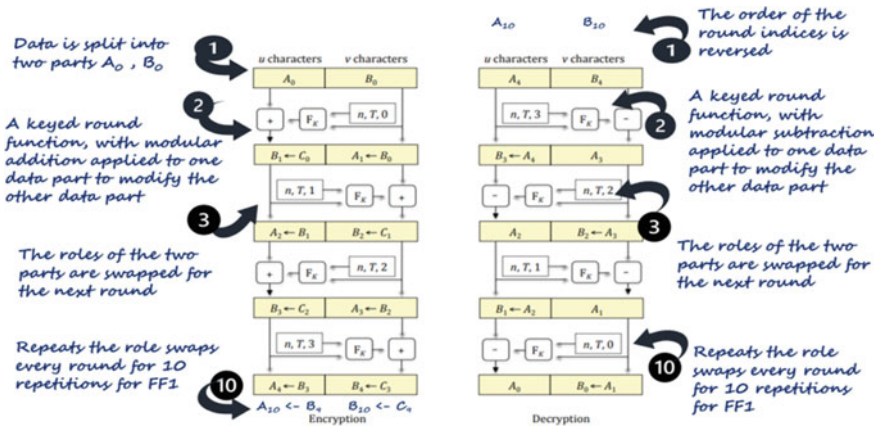 Data is split into
two parts A₀ , B₀
1
2
A keyed round
function, with modular
addition applied to one
data part to modify the
other data part
3
The roles of the two
parts are swapped for
the next round
Repeats the role swaps
every round for 10
repetitions for FF1
10
u characters v characters
A₀ B₀
+ F_K n, T, 0
B₁ ← C₀ A₁ ← B₀
n, T, 1 F_K +
A₂ ← B₁ B₂ ← C₁
+ F_K n, T, 2
B₃ ← C₂ A₃ ← B₂
n, T, 3 F_K +
A₄ ← B₃ B₄ ← C₃
A₁₀ <- B₉ B₁₀ <- C₉
Encryption
A₁₀ B₁₀
u characters v characters
A₄ B₄
n, T, 3 F_K −
B₃ ← A₄ A₃
− F_K n, T, 2
A₂ B₂ ← A₃
n, T, 1 F_K −
B₁ ← A₂ A₁
− F_K n, T, 0
A₀ B₀ ← A₁
Decryption
The order of the
round indices is
reversed
1
A keyed round
function, with
modular subtraction
applied to one data
part to modify the
other data part
2
3
The roles of the two
parts are swapped for
the next round
10
Repeats the role
swaps every round
for 10 repetitions
for FF1